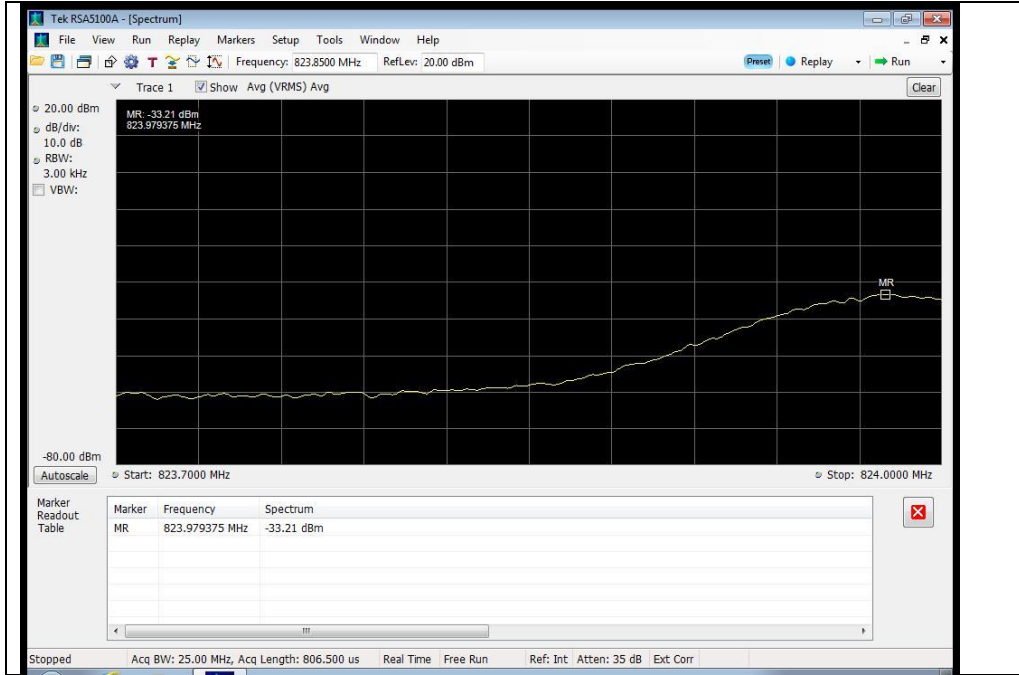 Tek RSA5100A - [Spectrum]
File View Run Replay Markers Setup Tools Window Help
T Frequency: 823.8500 MHz RefLev: 20.00 dBm Preset Replay Run
Trace 1 Show Avg (VRMS) Avg Clear
20.00 dBm
dB/div:
10.0 dB
RBW:
3.00 kHz
VBW:
MR: -33.21 dBm
823.979375 MHz
MR
-80.00 dBm
Autoscale Start: 823.7000 MHz Stop: 824.0000 MHz
Marker
Readout
Table
Marker Frequency Spectrum
MR 823.979375 MHz -33.21 dBm
Stopped Acq BW: 25.00 MHz, Acq Length: 806.500 us Real Time Free Run Ref: Int Atten: 35 dB Ext Corr